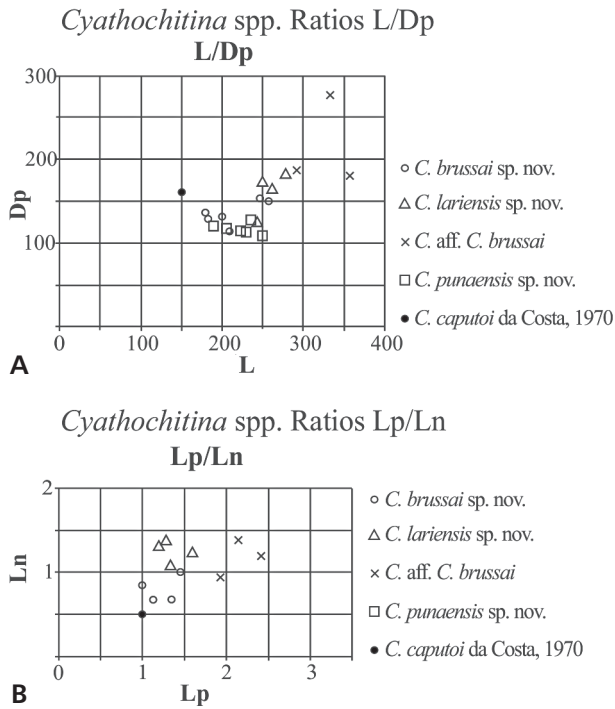 Cyathochitina spp. Ratios L/Dp
L/Dp
300
200
100
0
Dp
0 100 200 300 400
L
C. brussai sp. nov.
C. lariensis sp. nov.
C. aff. C. brussai
C. punaensis sp. nov.
C. caputoi da Costa, 1970
A
Cyathochitina spp. Ratios Lp/Ln
Lp/Ln
2
1
0
Ln
0 1 2 3
Lp
C. brussai sp. nov.
C. lariensis sp. nov.
C. aff. C. brussai
C. punaensis sp. nov.
C. caputoi da Costa, 1970
B